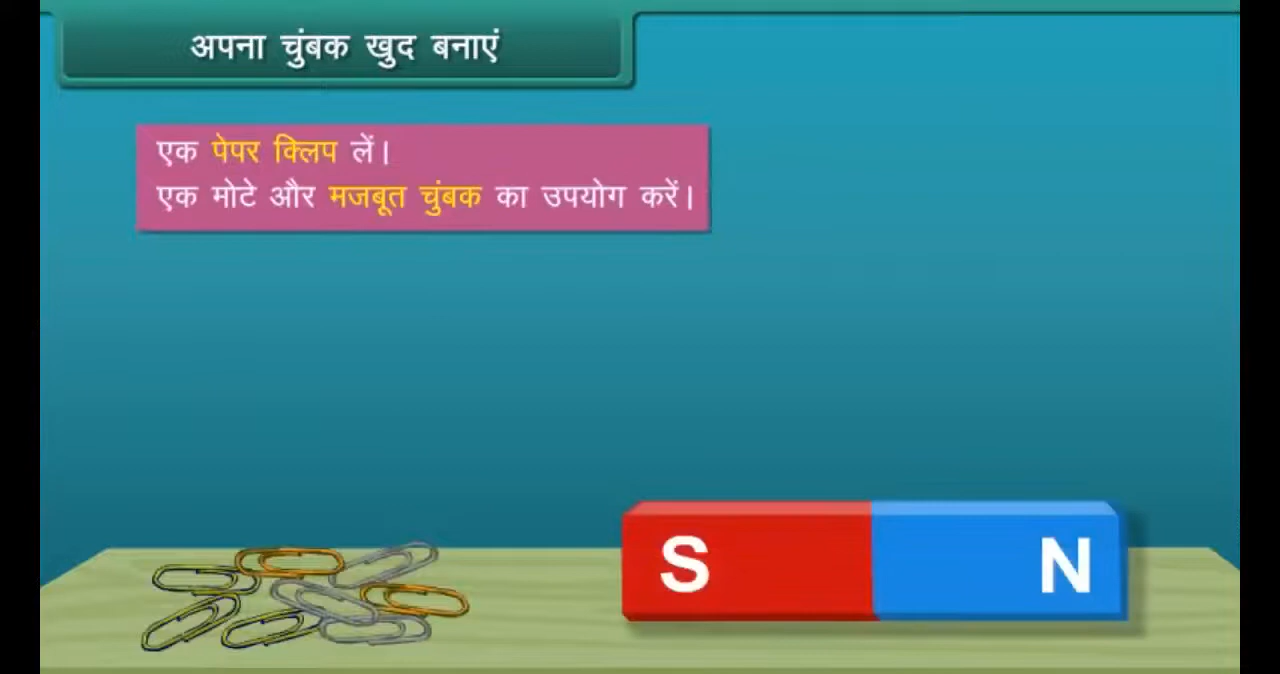 अपना चुंबक खुद बनाएं
एक पेपर क्लिप लें।
एक मोटे और मजबूत चुंबक का उपयोग करें।
S N